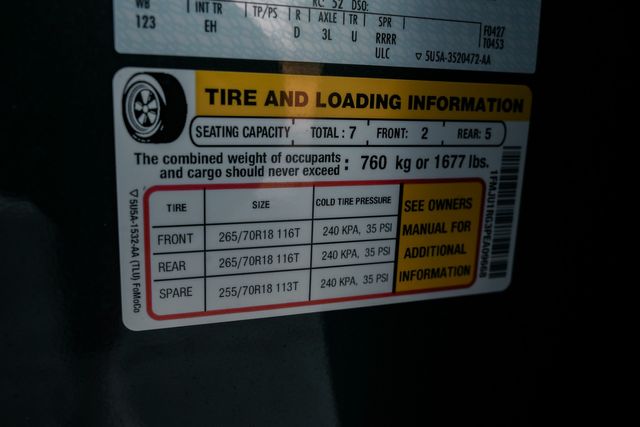 RC: 52 DSO:
WB INT TR TP/PS R AXLE TR SPR
123 EH D 3L U RRRR
ULC
F0427
T0453
▽ 5U5A-3520472-AA
TIRE AND LOADING INFORMATION
SEATING CAPACITY TOTAL : 7 FRONT: 2 REAR: 5
The combined weight of occupants
and cargo should never exceed : 760 kg or 1677 lbs.
TIRE SIZE COLD TIRE PRESSURE
FRONT 265/70R18 116T 240 KPA, 35 PSI
REAR 265/70R18 116T 240 KPA, 35 PSI
SPARE 255/70R18 113T 240 KPA, 35 PSI
SEE OWNERS
MANUAL FOR
ADDITIONAL
INFORMATION
▽ 5U5A-1532-AA (TLU) FoMoCo